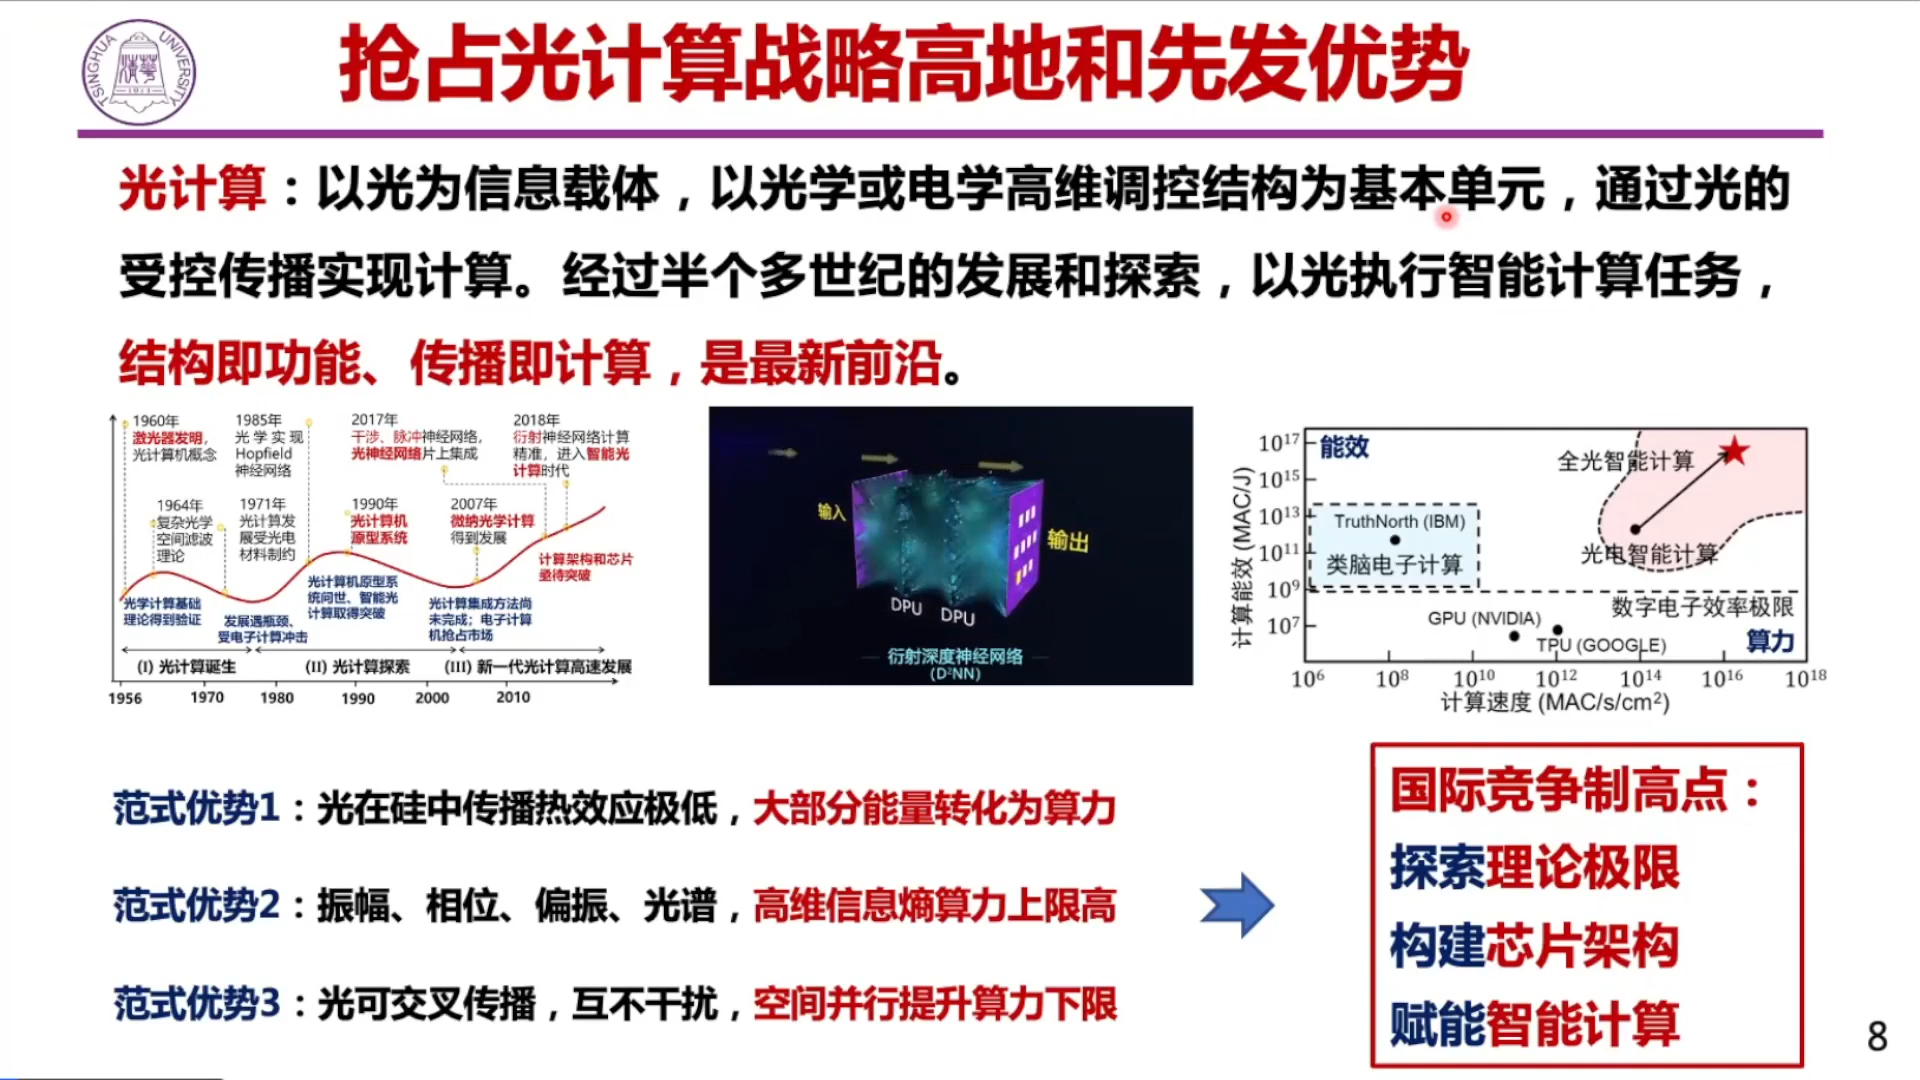 TSINGHUA UNIVERSITY
清华
1911
抢占光计算战略高地和先发优势
光计算：以光为信息载体，以光学或电学高维调控结构为基本单元，通过光的
受控传播实现计算。经过半个多世纪的发展和探索，以光执行智能计算任务，
结构即功能、传播即计算，是最新前沿。
1960年
激光器发明，
光计算机概念
1985年
光学实现
Hopfield
神经网络
2017年
干涉、脉冲神经网络，
光神经网络片上集成
2018年
衍射神经网络计算
精准，进入智能光
计算时代
1964年
复杂光学
空间滤波
理论
1971年
光计算发
展受光电
材料制约
1990年
光计算机
原型系统
2007年
微纳光学计算
得到发展
计算架构和芯片
亟待突破
光学计算基础
理论得到验证
发展遇瓶颈、
受电子计算冲击
光计算机原型系
统问世、智能光
计算取得突破
光计算集成方法尚
未完成；电子计算
机抢占市场
(I) 光计算诞生
(II) 光计算探索
(III) 新一代光计算高速发展
1956 1970 1980 1990 2000 2010
输入
输出
DPU DPU
衍射深度神经网络
(D²NN)
计算能效 (MAC/J)
10¹⁷
10¹⁵
10¹³
10¹¹
10⁹
10⁷
能效
全光智能计算
TruthNorth (IBM)
类脑电子计算
光电智能计算
数字电子效率极限
GPU (NVIDIA)
TPU (GOOGLE)
算力
10⁶ 10⁸ 10¹⁰ 10¹² 10¹⁴ 10¹⁶ 10¹⁸
计算速度 (MAC/s/cm²)
范式优势1：光在硅中传播热效应极低，大部分能量转化为算力
范式优势2：振幅、相位、偏振、光谱，高维信息熵算力上限高
范式优势3：光可交叉传播，互不干扰，空间并行提升算力下限
国际竞争制高点：
探索理论极限
构建芯片架构
赋能智能计算
8